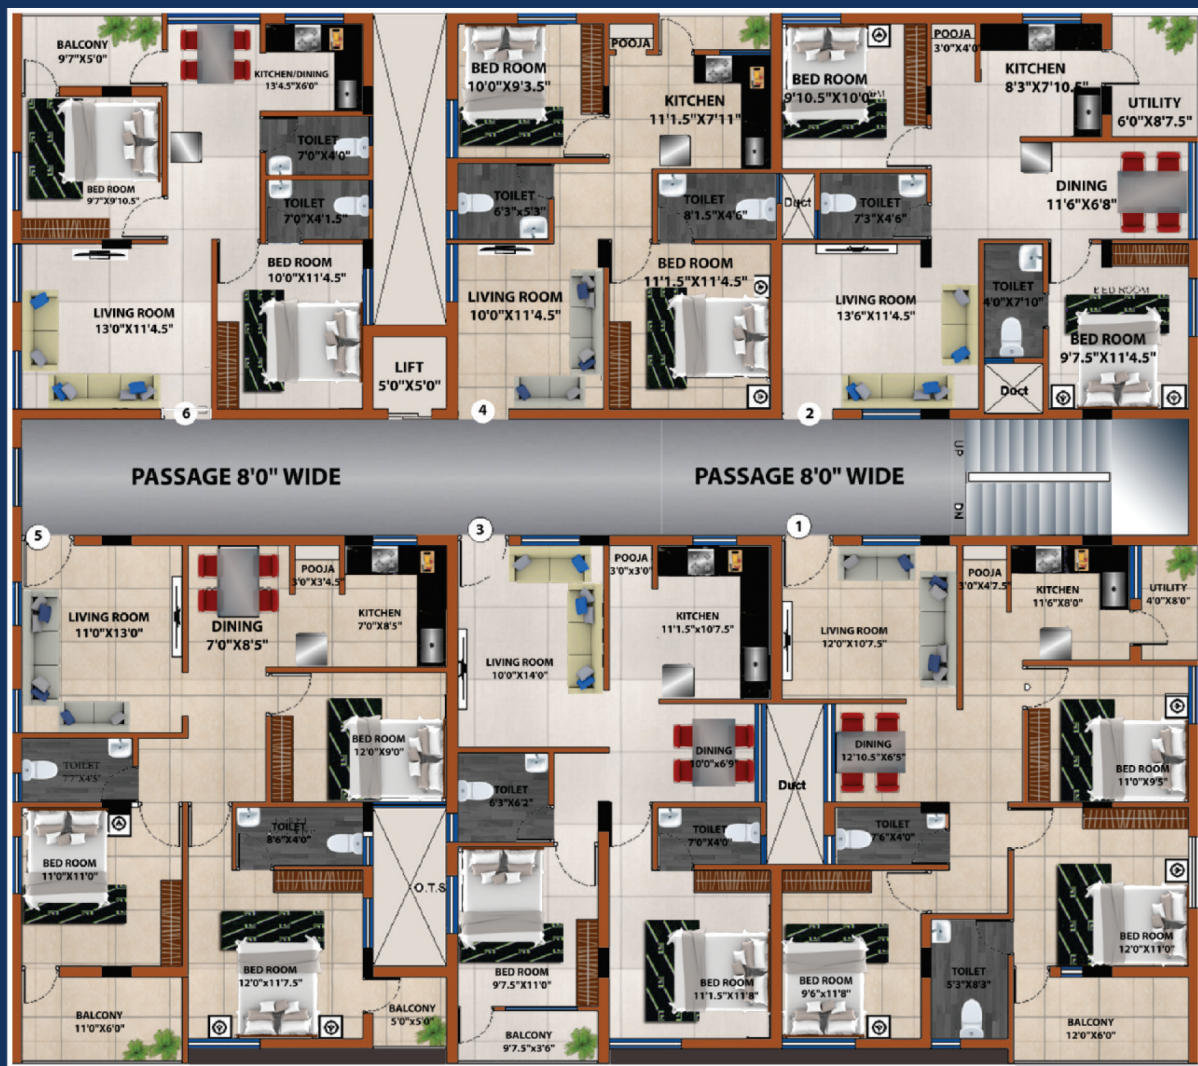 BALCONY
9'7"X5'0"
KITCHEN/DINING
13'4.5"X6'0"
BED ROOM
9'7"X9'10.5"
TOILET
7'0"X4'0"
TOILET
7'0"X4'1.5"
LIVING ROOM
13'0"X11'4.5"
BED ROOM
10'0"X11'4.5"
6
LIFT
5'0"X5'0"
BED ROOM
10'0"X9'3.5"
POOJA
KITCHEN
11'1.5"X7'11"
TOILET
6'3"x5'3"
TOILET
8'1.5"X4'6"
LIVING ROOM
10'0"X11'4.5"
BED ROOM
11'1.5"X11'4.5"
4
Duct
BED ROOM
9'10.5"X10'0"
POOJA
3'0"X4'0"
KITCHEN
8'3"X7'10.5"
UTILITY
6'0"X8'7.5"
DINING
11'6"X6'8"
TOILET
7'3"X4'6"
LIVING ROOM
13'6"X11'4.5"
TOILET
4'0"X7'10"
BED ROOM
BED ROOM
9'7.5"X11'4.5"
Duct
2
PASSAGE 8'0" WIDE
PASSAGE 8'0" WIDE
UP
DN
5
LIVING ROOM
11'0"X13'0"
DINING
7'0"X8'5"
POOJA
3'0"X3'4.5"
KITCHEN
7'0"X8'5"
BED ROOM
12'0"X9'0"
TOILET
7'7"X4'5"
TOILET
8'6"X4'0"
BED ROOM
11'0"X11'0"
BED ROOM
12'0"x11'7.5"
BALCONY
11'0"X6'0"
BALCONY
5'0"x5'0"
O.T.S
3
LIVING ROOM
10'0"X14'0"
POOJA
3'0"x3'0"
KITCHEN
11'1.5"x10'7.5"
DINING
10'0"x6'9"
TOILET
6'3"X6'2"
TOILET
7'0"X4'0"
BED ROOM
9'7.5"X11'0"
BED ROOM
11'1.5"X11'8"
BALCONY
9'7.5"x3'6"
Duct
1
LIVING ROOM
12'0"X10'7.5"
POOJA
3'0"X4'7.5"
KITCHEN
11'6"X8'0"
UTILITY
4'0"X8'0"
D
DINING
12'10.5"X6'5"
BED ROOM
11'0"X9'5"
TOILET
7'6"X4'0"
BED ROOM
12'0"X11'0"
BED ROOM
9'6"x11'8"
TOILET
5'3"X8'3"
BALCONY
12'0"X6'0"